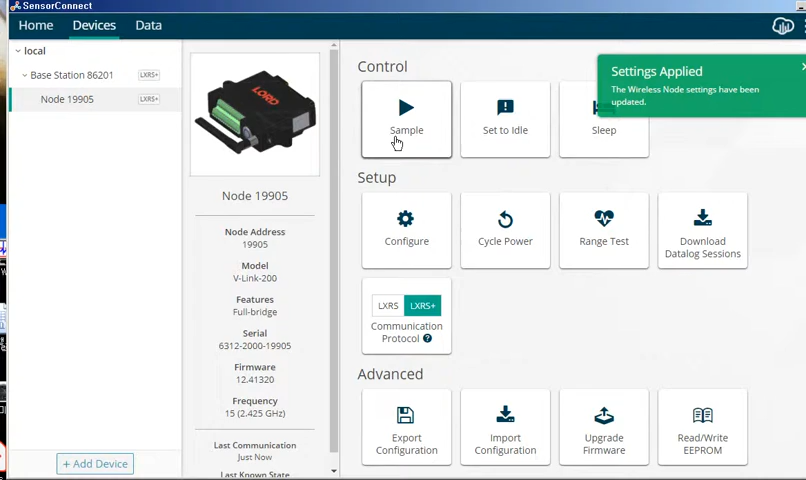 SensorConnect
Home
Devices
Data
local
Base Station 86201
LXRS+
Node 19905
LXRS+
+ Add Device
LORD
Node 19905
Node Address
19905
Model
V-Link-200
Features
Full-bridge
Serial
6312-2000-19905
Firmware
12.41320
Frequency
15 (2.425 GHz)
Last Communication
Just Now
Last Known State
Control
Sample
Set to Idle
Sleep
Settings Applied
The Wireless Node settings have been
updated.
Setup
Configure
Cycle Power
Range Test
Download
Datalog Sessions
LXRS
LXRS+
Communication
Protocol ?
Advanced
Export
Configuration
Import
Configuration
Upgrade
Firmware
Read/Write
EEPROM